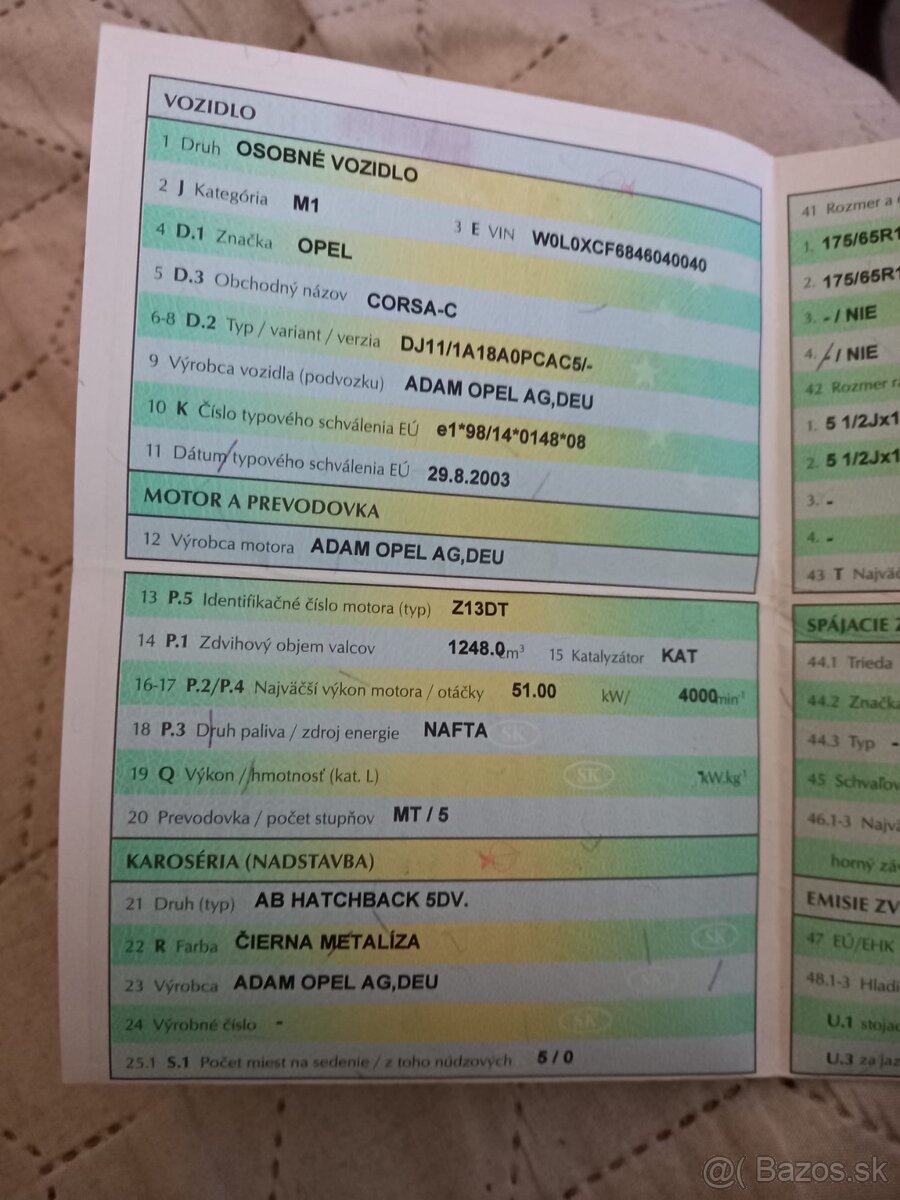 VOZIDLO
1 Druh OSOBNÉ VOZIDLO
2 J Kategória M1
3 E VIN W0L0XCF6846040040
4 D.1 Značka OPEL
5 D.3 Obchodný názov CORSA-C
6-8 D.2 Typ / variant / verzia DJ11/1A18A0PCAC5/-
9 Výrobca vozidla (podvozku) ADAM OPEL AG,DEU
10 K Číslo typového schválenia EÚ e1*98/14*0148*08
11 Dátum typového schválenia EÚ 29.8.2003
MOTOR A PREVODOVKA
12 Výrobca motora ADAM OPEL AG,DEU
13 P.5 Identifikačné číslo motora (typ) Z13DT
14 P.1 Zdvihový objem valcov 1248.0 cm³ 15 Katalyzátor KAT
16-17 P.2/P.4 Najväčší výkon motora / otáčky 51.00 kW/ 4000 min⁻¹
18 P.3 Druh paliva / zdroj energie NAFTA
19 Q Výkon / hmotnosť (kat. L) kW.kg⁻¹
20 Prevodovka / počet stupňov MT / 5
KAROSÉRIA (NADSTAVBA)
21 Druh (typ) AB HATCHBACK 5DV.
22 R Farba ČIERNA METALÍZA
23 Výrobca ADAM OPEL AG,DEU
24 Výrobné číslo -
25.1 S.1 Počet miest na sedenie / z toho núdzových 5 / 0
41 Rozmer a
1. 175/65R1
2. 175/65R1
3. - / NIE
4. / NIE
42 Rozmer
1. 5 1/2Jx1
2. 5 1/2Jx1
3. -
4. -
43 T Najväč
SPÁJACIE Z
44.1 Trieda
44.2 Značka
44.3 Typ -
45 Schvaľov
46.1-3 Najvä
horný zá
EMISIE ZV
47 EÚ/EHK
48.1-3 Hladi
U.1 stojac
U.3 za jaz
SK
SK
SK
SK
@( Bazos.sk